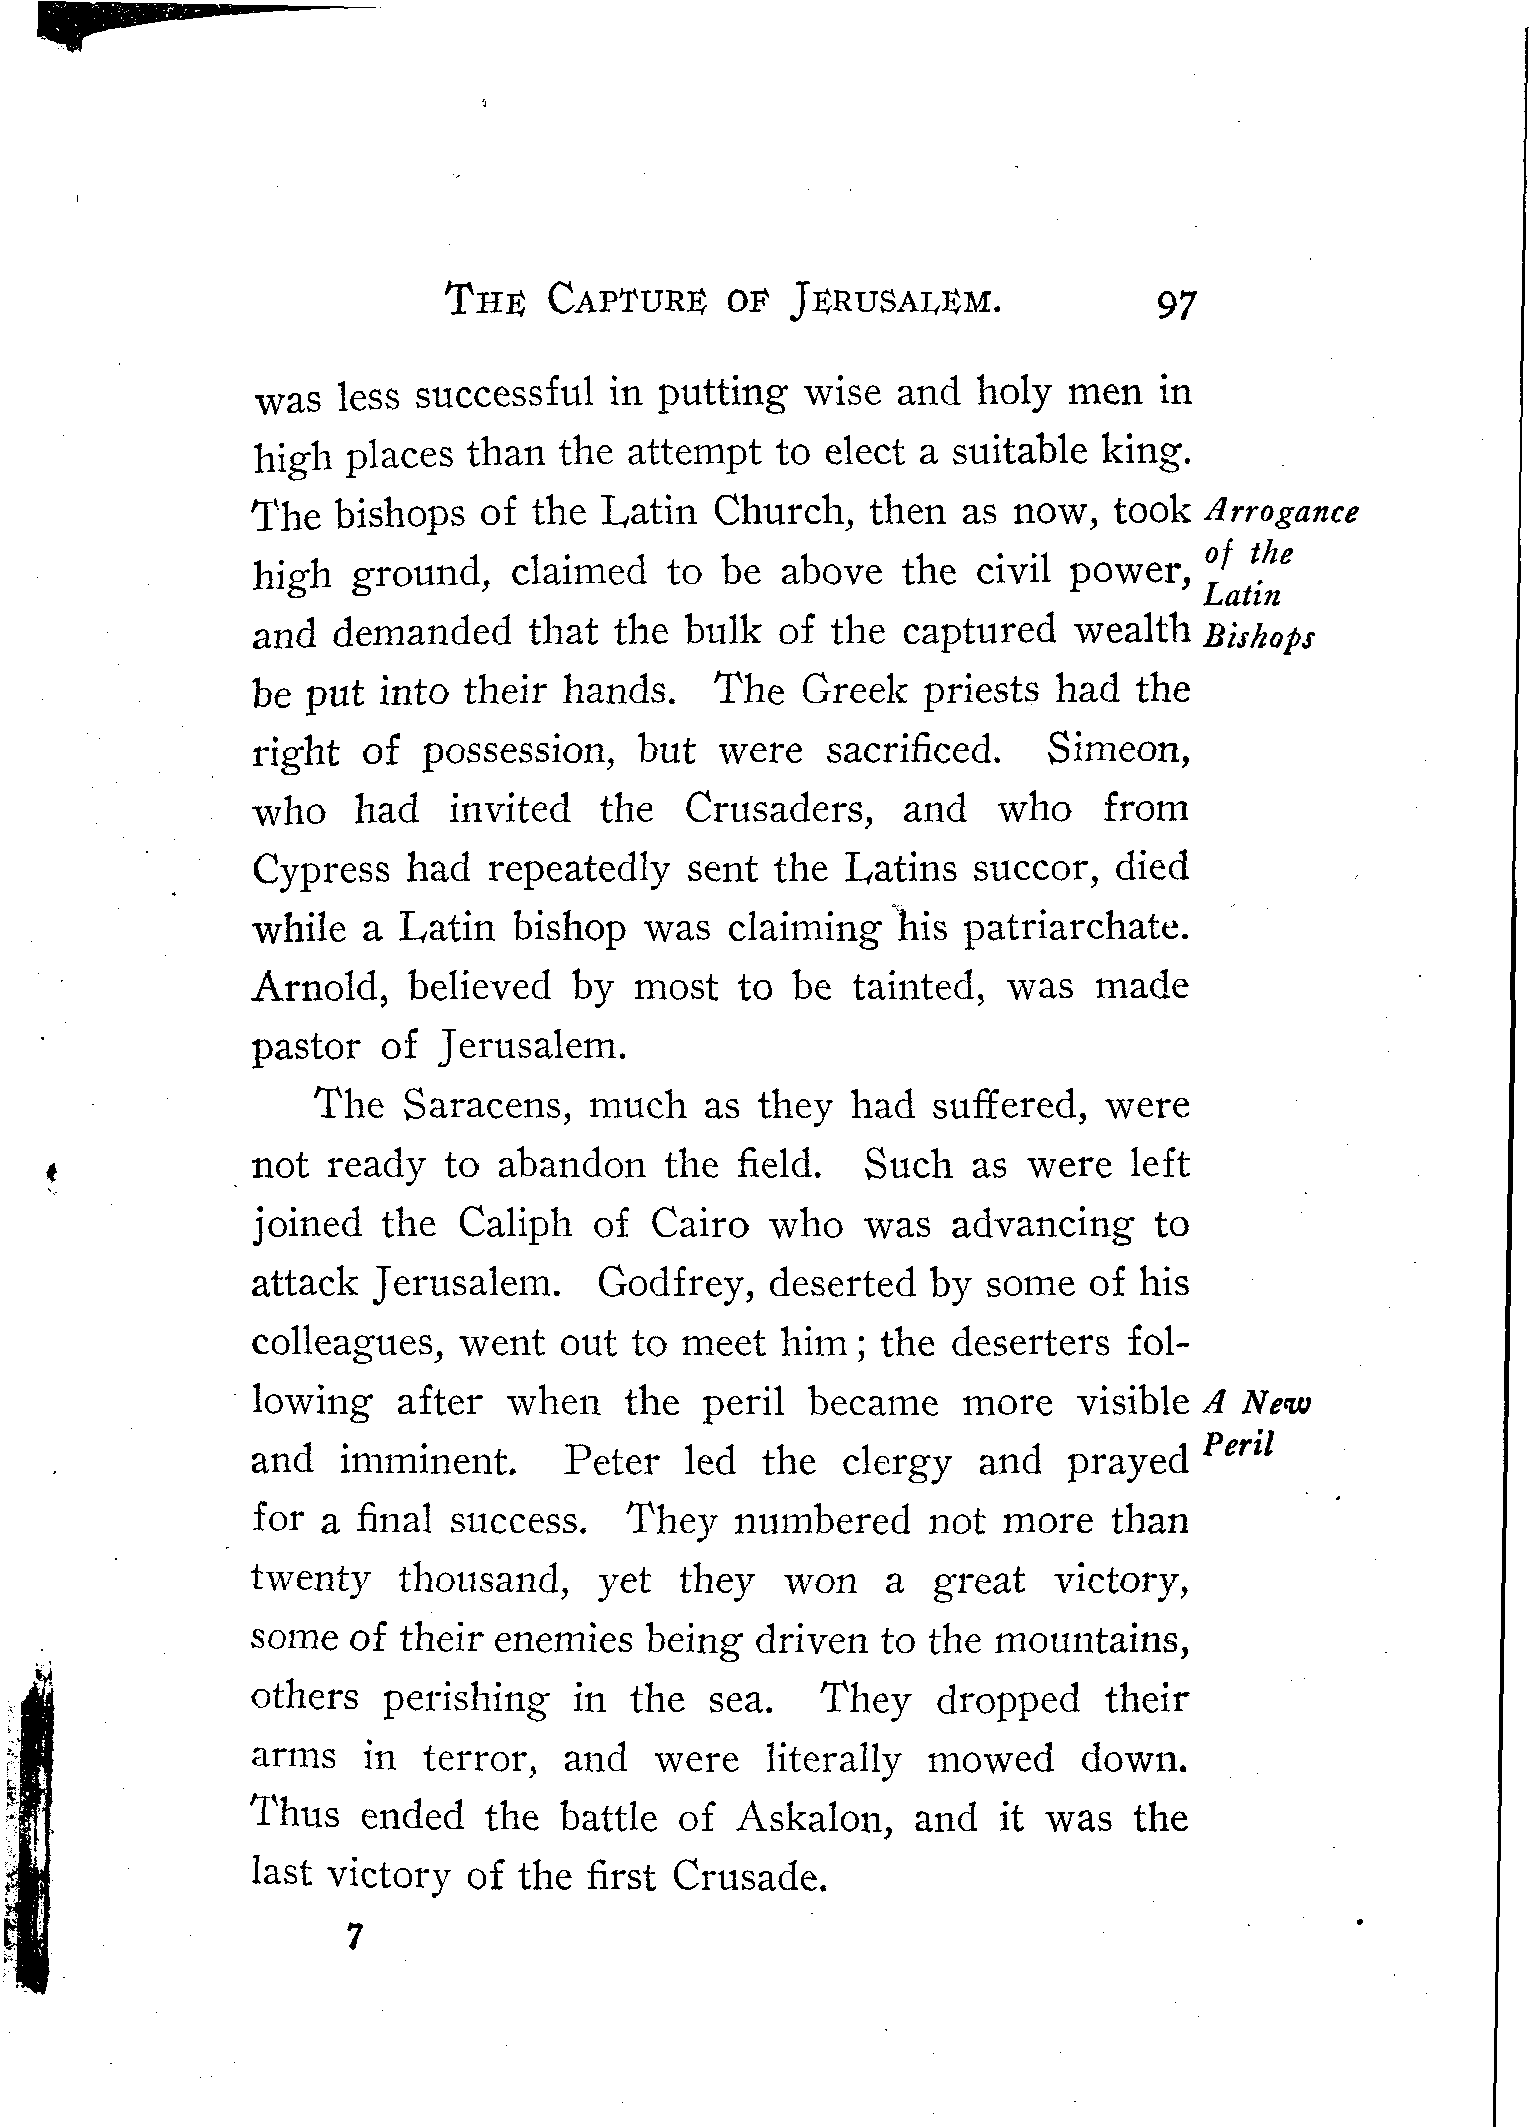 THE CAPTURE OF JERUSALEM. 97
was less successful in putting wise and holy men in
high places than the attempt to elect a suitable king.
The bishops of the Latin Church, then as now, took
high ground, claimed to be above the civil power,
and demanded that the bulk of the captured wealth
be put into their hands. The Greek priests had the
right of possession, but were sacrificed. Simeon,
who had invited the Crusaders, and who from
Cypress had repeatedly sent the Latins succor, died
while a Latin bishop was claiming his patriarchate.
Arnold, believed by most to be tainted, was made
pastor of Jerusalem.
Arrogance
of the
Latin
Bishops
The Saracens, much as they had suffered, were
not ready to abandon the field. Such as were left
joined the Caliph of Cairo who was advancing to
attack Jerusalem. Godfrey, deserted by some of his
colleagues, went out to meet him; the deserters fol-
lowing after when the peril became more visible
and imminent. Peter led the clergy and prayed
for a final success. They numbered not more than
twenty thousand, yet they won a great victory,
some of their enemies being driven to the mountains,
others perishing in the sea. They dropped their
arms in terror, and were literally mowed down.
Thus ended the battle of Askalon, and it was the
last victory of the first Crusade.
A New
Peril
7